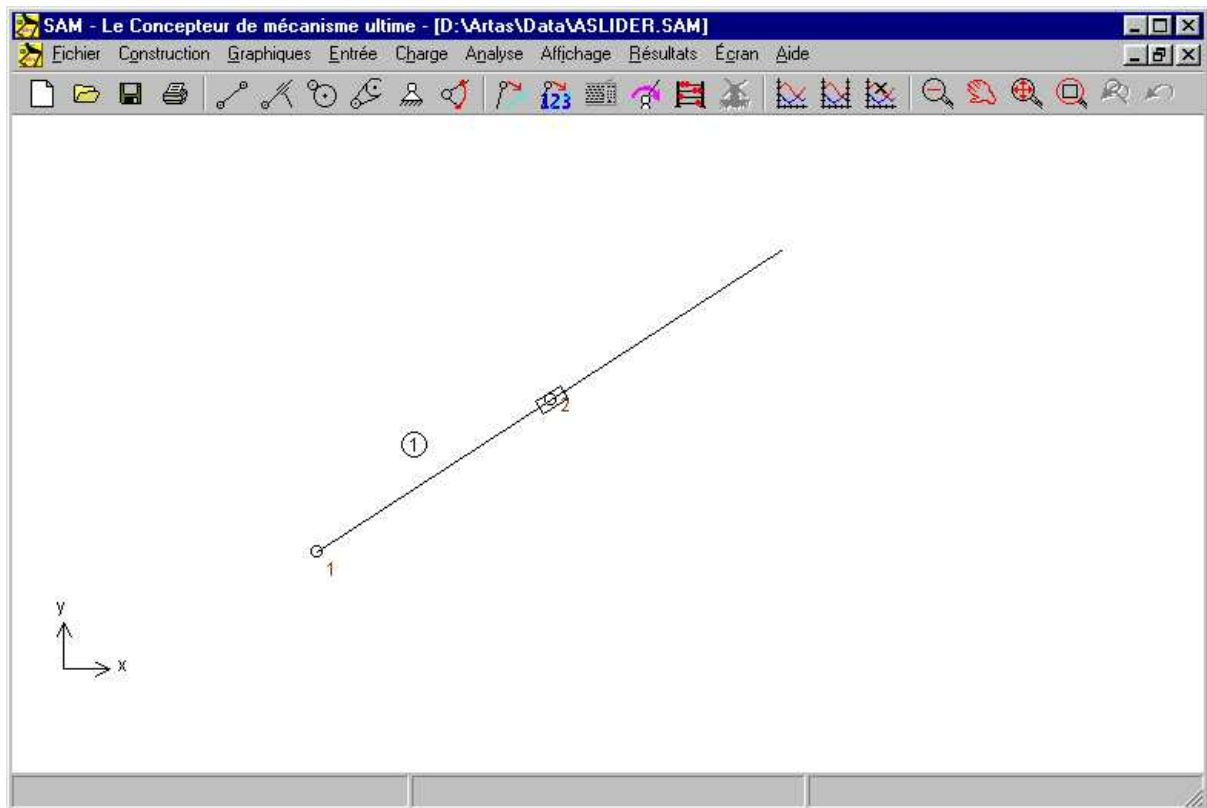 SAM - Le Concepteur de mécanisme ultime - [D:\Artas\Data\ASLIDER.SAM]
Fichier Construction Graphiques Entrée Charge Analyse Affichage Résultats Écran Aide
123
2
1
1
y
x